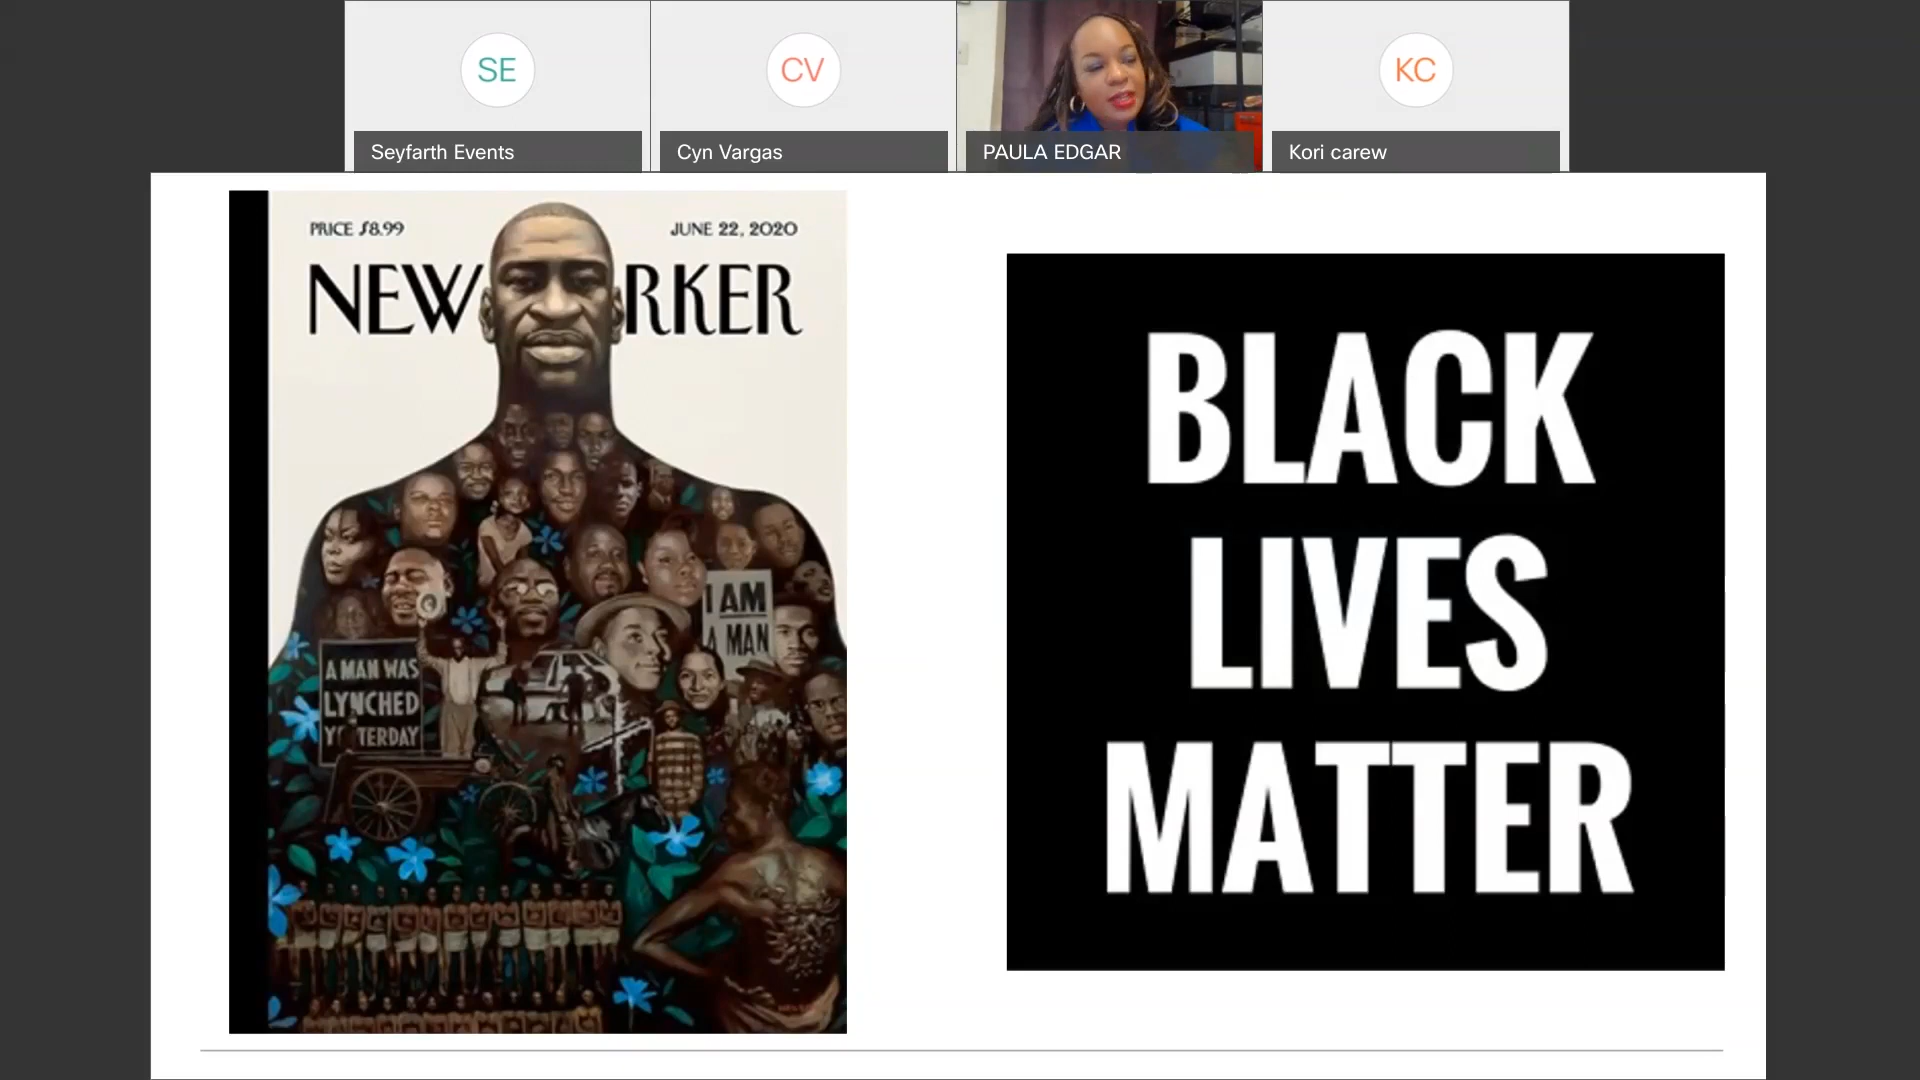 SE
CV
KC
Seyfarth Events
Cyn Vargas
PAULA EDGAR
Kori carew
PRICE $8.99
JUNE 22, 2020
NEW RKER
I AM
A MAN
A MAN WAS
LYNCHED
Y TERDAY
BLACK
LIVES
MATTER